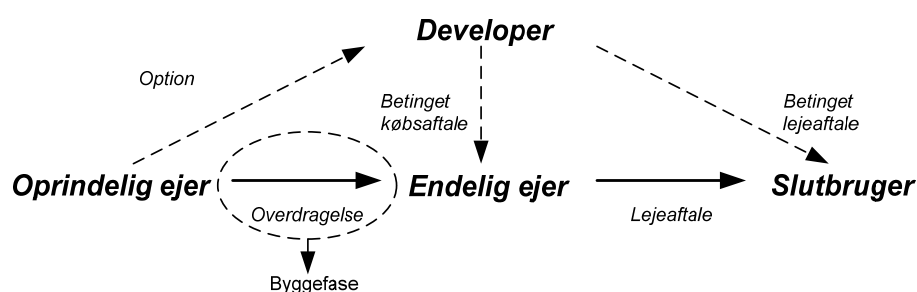 Developer
Option
Betinget
købsaftale
Betinget
lejeaftale
Oprindelig ejer
Endelig ejer
Slutbruger
Overdragelse
Lejeaftale
Byggefase